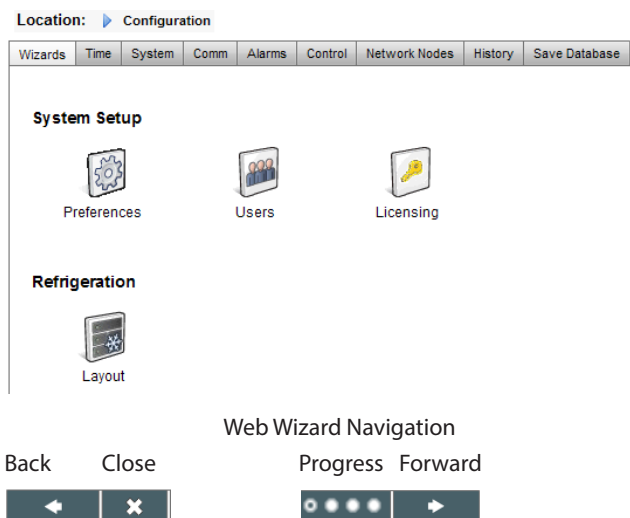 Location: Configuration
Wizards Time System Comm Alarms Control Network Nodes History Save Database
System Setup
Preferences Users Licensing
Refrigeration
Layout
Web Wizard Navigation
Back Close Progress Forward